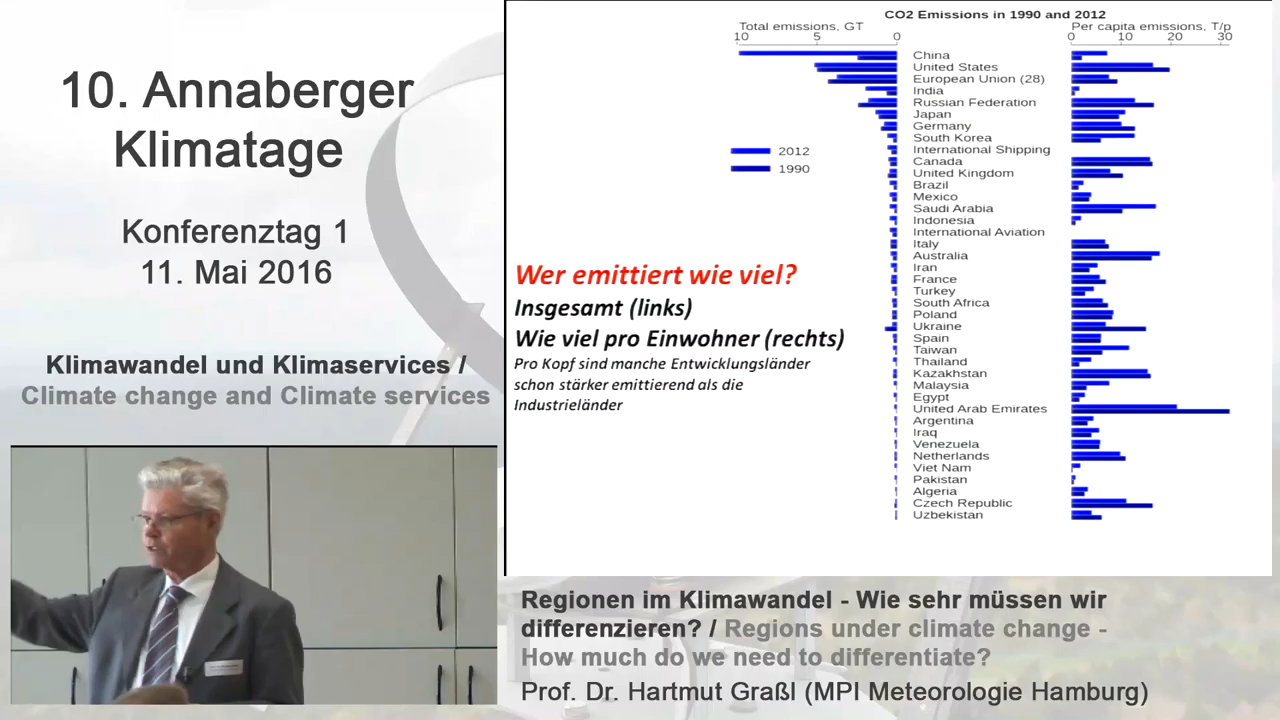 10. Annaberger
Klimatage
Konferenztag 1
11. Mai 2016
Klimawandel und Klimaservices /
Climate change and Climate services
CO2 Emissions in 1990 and 2012
Total emissions, GT
Per capita emissions, T/p
10 5 0
0 10 20 30
China
United States
European Union (28)
India
Russian Federation
Japan
Germany
South Korea
International Shipping
Canada
United Kingdom
Brazil
Mexico
Saudi Arabia
Indonesia
International Aviation
Italy
Australia
Iran
France
Turkey
South Africa
Poland
Ukraine
Spain
Taiwan
Thailand
Kazakhstan
Malaysia
Egypt
United Arab Emirates
Argentina
Iraq
Venezuela
Netherlands
Viet Nam
Pakistan
Algeria
Czech Republic
Uzbekistan
2012
1990
Wer emittiert wie viel?
Insgesamt (links)
Wie viel pro Einwohner (rechts)
Pro Kopf sind manche Entwicklungsländer
schon stärker emittierend als die
Industrieländer
Regionen im Klimawandel - Wie sehr müssen wir
differenzieren? / Regions under climate change -
How much do we need to differentiate?
Prof. Dr. Hartmut Graßl (MPI Meteorologie Hamburg)